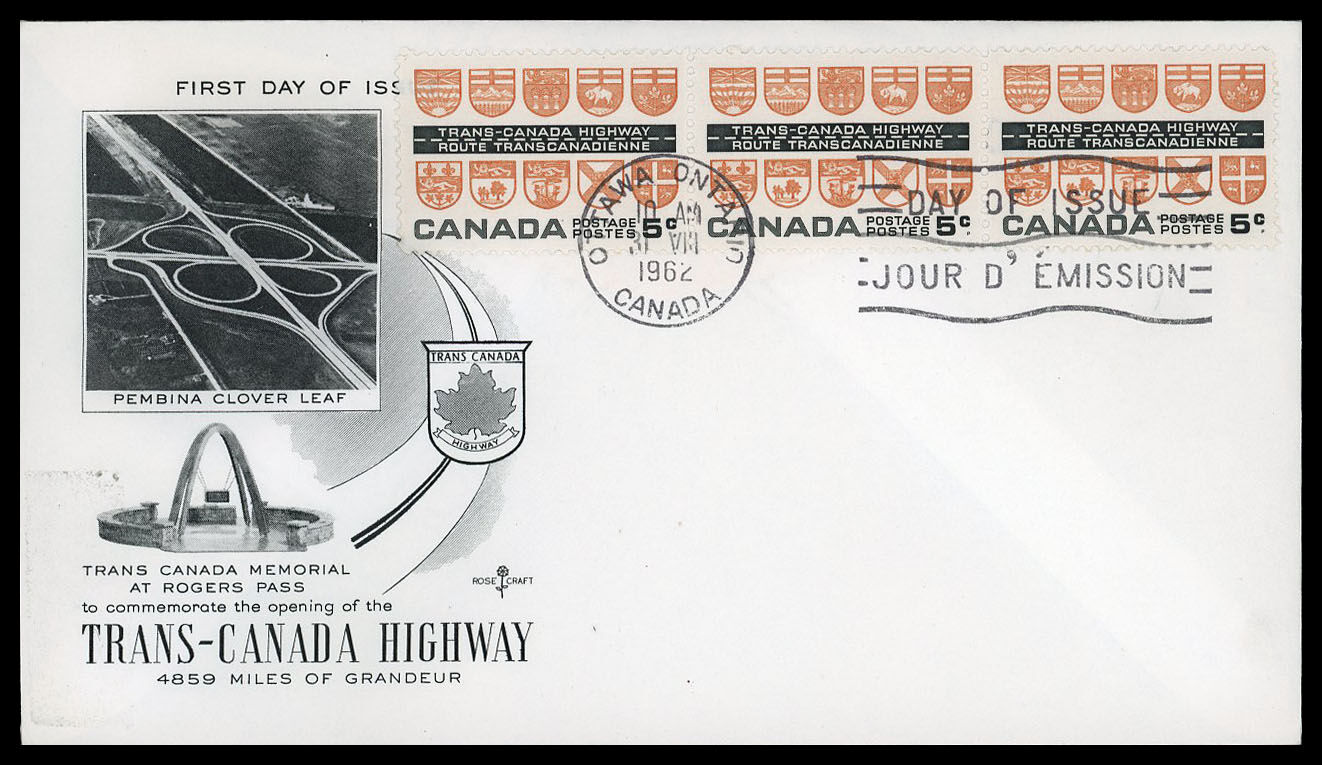 FIRST DAY OF ISS
TRANS-CANADA HIGHWAY
ROUTE TRANSCANADIENNE
CANADA POSTAGE POSTES 5c
TRANS-CANADA HIGHWAY
ROUTE TRANSCANADIENNE
CANADA POSTAGE POSTES 5c
TRANS-CANADA HIGHWAY
ROUTE TRANSCANADIENNE
CANADA POSTAGE POSTES 5c
OTTAWA ONTARIO
10 AM
31 VIII
1962
CANADA
DAY OF ISSUE
JOUR D'ÉMISSION
PEMBINA CLOVER LEAF
TRANS CANADA
HIGHWAY
TRANS CANADA MEMORIAL
AT ROGERS PASS
ROSE CRAFT
to commemorate the opening of the
TRANS-CANADA HIGHWAY
4859 MILES OF GRANDEUR